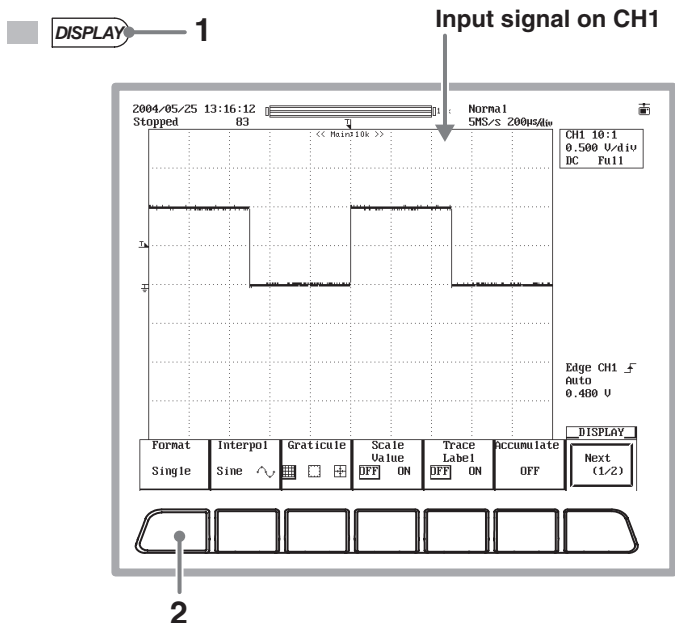 Input signal on CH1
DISPLAY 1
2004/05/25 13:16:12 Normal
Stopped 83 5MS/s 200µs/div
<< Main:10k >>
CH1 10:1
0.500 V/div
DC Full
T
Edge CH1
Auto
0.480 V
DISPLAY
Format Interpol Graticule Scale Value Trace Label Accumulate Next
Single Sine OFF ON OFF ON OFF (1/2)
2